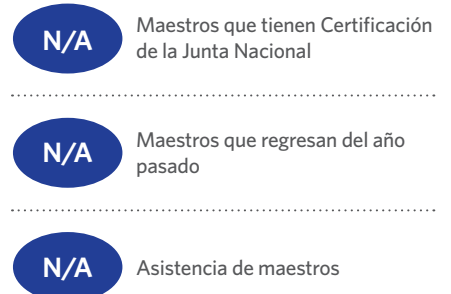 N/A
Maestros que tienen Certificación
de la Junta Nacional
N/A
Maestros que regresan del año
pasado
N/A
Asistencia de maestros